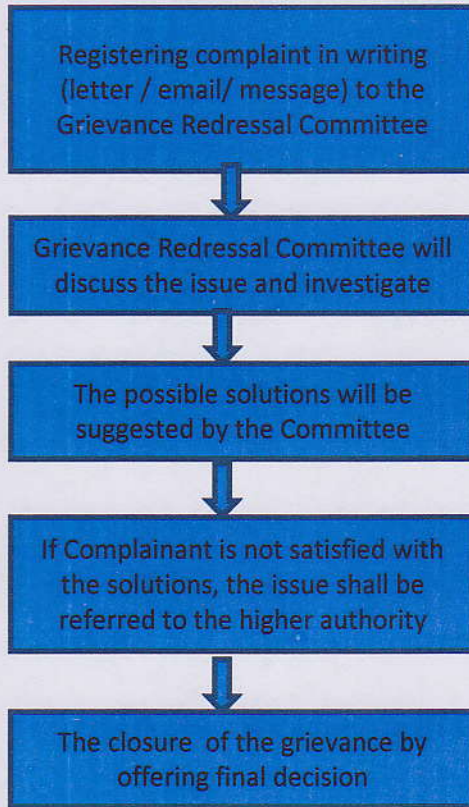 Registering complaint in writing
(letter / email/ message) to the
Grievance Redressal Committee
Grievance Redressal Committee will
discuss the issue and investigate
The possible solutions will be
suggested by the Committee
If Complainant is not satisfied with
the solutions, the issue shall be
referred to the higher authority
The closure of the grievance by
offering final decision